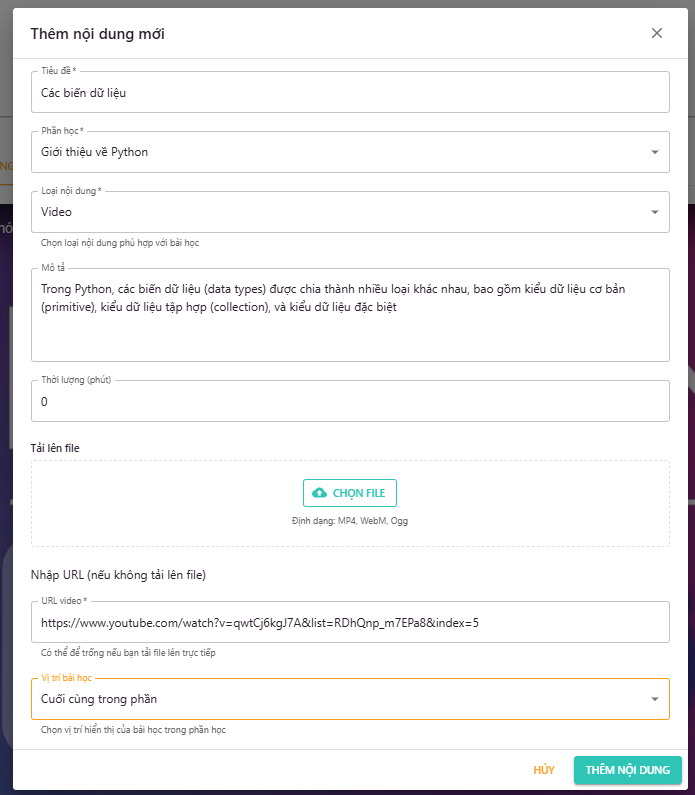 Thêm nội dung mới
Tiêu đề *
Các biến dữ liệu
Phần học *
Giới thiệu về Python
Loại nội dung *
Video
Chọn loại nội dung phù hợp với bài học
Mô tả
Trong Python, các biến dữ liệu (data types) được chia thành nhiều loại khác nhau, bao gồm kiểu dữ liệu cơ bản
(primitive), kiểu dữ liệu tập hợp (collection), và kiểu dữ liệu đặc biệt
Thời lượng (phút)
0
Tải lên file
CHỌN FILE
Định dạng: MP4, WebM, Ogg
Nhập URL (nếu không tải lên file)
URL video *
https://www.youtube.com/watch?v=qwtCj6kgJ7A&list=RDhQnp_m7EPa8&index=5
Có thể để trống nếu bạn tải file lên trực tiếp
Vị trí bài học
Cuối cùng trong phần
Chọn vị trí hiển thị của bài học trong phần học
HỦY
THÊM NỘI DUNG